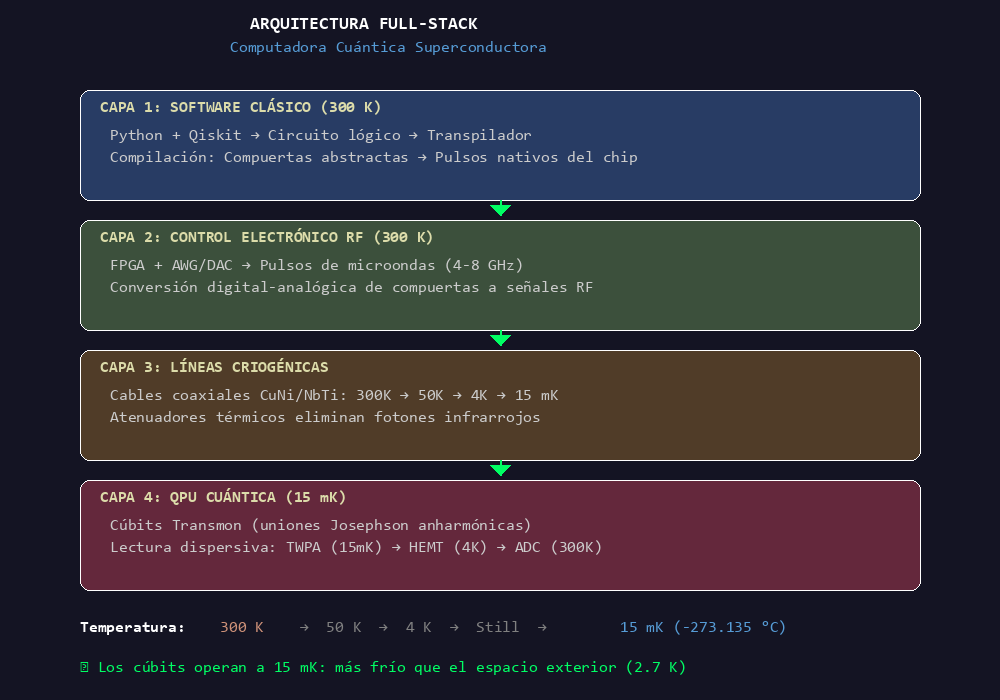 ARQUITECTURA FULL-STACK
Computadora Cuántica Superconductora
CAPA 1: SOFTWARE CLÁSICO (300 K)
Python + Qiskit → Circuito lógico → Transpilador
Compilación: Compuertas abstractas → Pulsos nativos del chip
CAPA 2: CONTROL ELECTRÓNICO RF (300 K)
FPGA + AWG/DAC → Pulsos de microondas (4-8 GHz)
Conversión digital-analógica de compuertas a señales RF
CAPA 3: LÍNEAS CRIOGÉNICAS
Cables coaxiales CuNi/NbTi: 300K → 50K → 4K → 15 mK
Atenuadores térmicos eliminan fotones infrarrojos
CAPA 4: QPU CUÁNTICA (15 mK)
Cúbits Transmon (uniones Josephson anharmónicas)
Lectura dispersiva: TWPA (15mK) → HEMT (4K) → ADC (300K)
Temperatura: 300 K → 50 K → 4 K → Still → 15 mK (-273.135 °C)
Los cúbits operan a 15 mK: más frío que el espacio exterior (2.7 K)